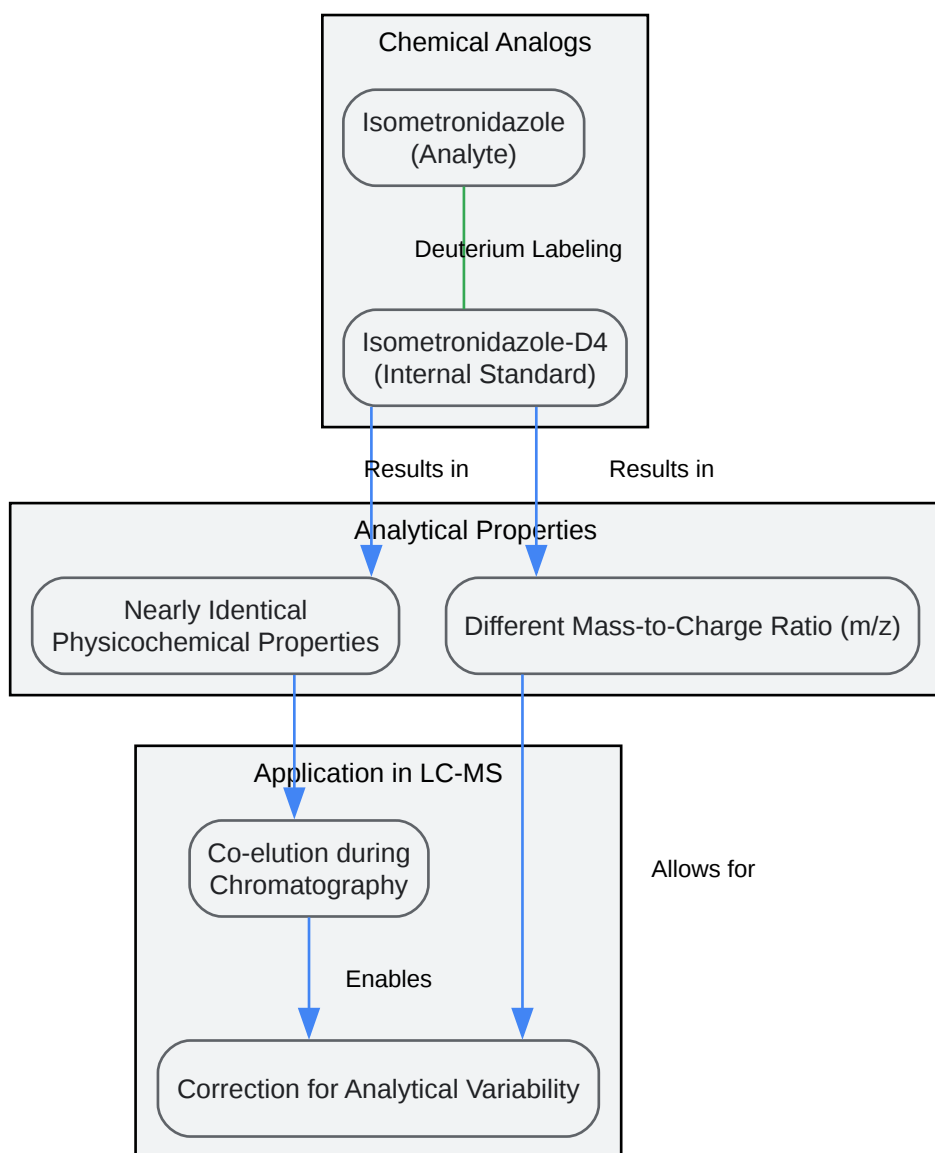 Chemical Analogs
Isometronidazole
(Analyte)
Deuterium Labeling
Isometronidazole-D4
(Internal Standard)
Results in
Results in
Analytical Properties
Nearly Identical
Physicochemical Properties
Different Mass-to-Charge Ratio (m/z)
Application in LC-MS
Co-elution during
Chromatography
Allows for
Enables
Correction for Analytical Variability